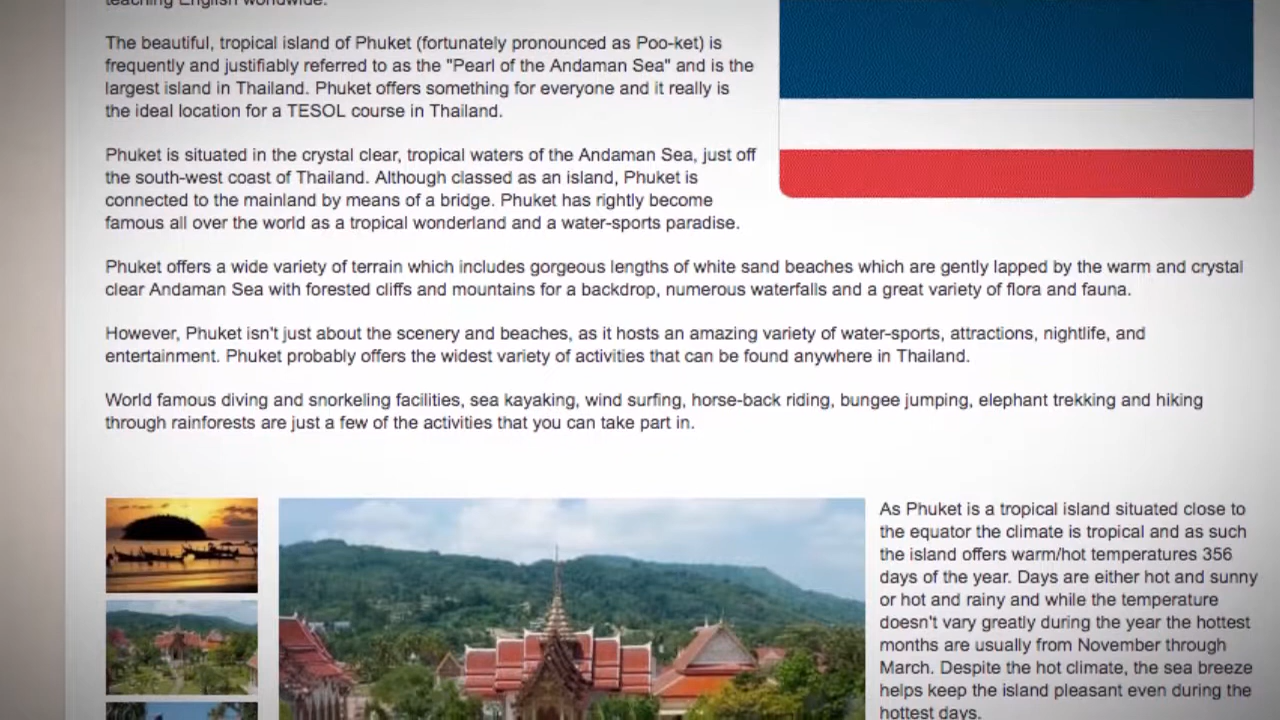 teaching English worldwide.
The beautiful, tropical island of Phuket (fortunately pronounced as Poo-ket) is
frequently and justifiably referred to as the "Pearl of the Andaman Sea" and is the
largest island in Thailand. Phuket offers something for everyone and it really is
the ideal location for a TESOL course in Thailand.
Phuket is situated in the crystal clear, tropical waters of the Andaman Sea, just off
the south-west coast of Thailand. Although classed as an island, Phuket is
connected to the mainland by means of a bridge. Phuket has rightly become
famous all over the world as a tropical wonderland and a water-sports paradise.
Phuket offers a wide variety of terrain which includes gorgeous lengths of white sand beaches which are gently lapped by the warm and crystal
clear Andaman Sea with forested cliffs and mountains for a backdrop, numerous waterfalls and a great variety of flora and fauna.
However, Phuket isn't just about the scenery and beaches, as it hosts an amazing variety of water-sports, attractions, nightlife, and
entertainment. Phuket probably offers the widest variety of activities that can be found anywhere in Thailand.
World famous diving and snorkeling facilities, sea kayaking, wind surfing, horse-back riding, bungee jumping, elephant trekking and hiking
through rainforests are just a few of the activities that you can take part in.
As Phuket is a tropical island situated close to
the equator the climate is tropical and as such
the island offers warm/hot temperatures 356
days of the year. Days are either hot and sunny
or hot and rainy and while the temperature
doesn't vary greatly during the year the hottest
months are usually from November through
March. Despite the hot climate, the sea breeze
helps keep the island pleasant even during the
hottest days.